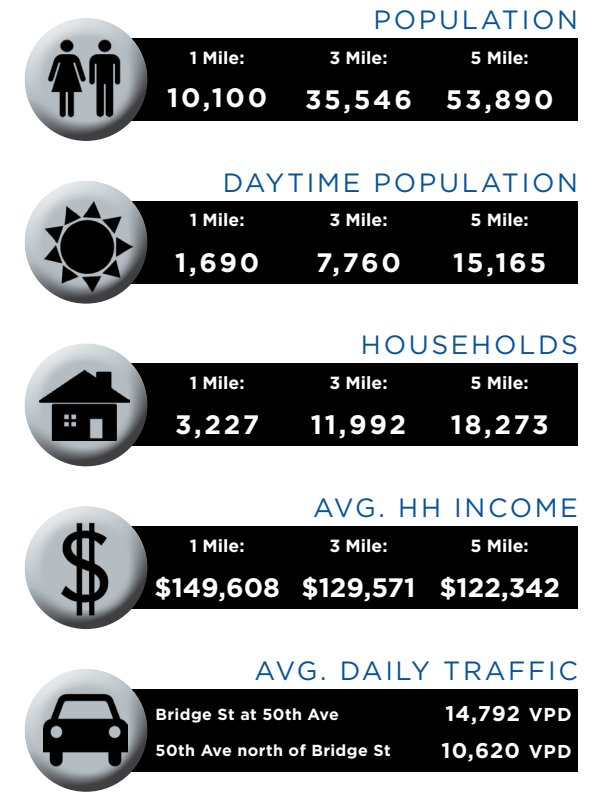 POPULATION
1 Mile: 3 Mile: 5 Mile:
10,100 35,546 53,890
DAYTIME POPULATION
1 Mile: 3 Mile: 5 Mile:
1,690 7,760 15,165
HOUSEHOLDS
1 Mile: 3 Mile: 5 Mile:
3,227 11,992 18,273
AVG. HH INCOME
1 Mile: 3 Mile: 5 Mile:
$149,608 $129,571 $122,342
AVG. DAILY TRAFFIC
Bridge St at 50th Ave 14,792 VPD
50th Ave north of Bridge St 10,620 VPD